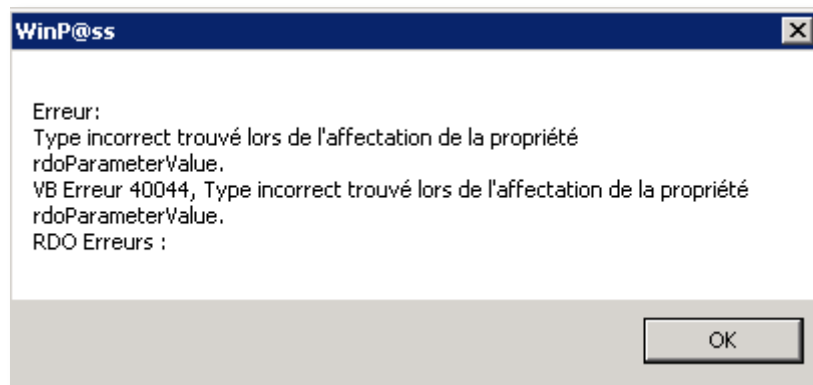 WinP@ss
Erreur:
Type incorrect trouvé lors de l'affectation de la propriété
rdoParameterValue.
VB Erreur 40044, Type incorrect trouvé lors de l'affectation de la propriété
rdoParameterValue.
RDO Erreurs :
OK